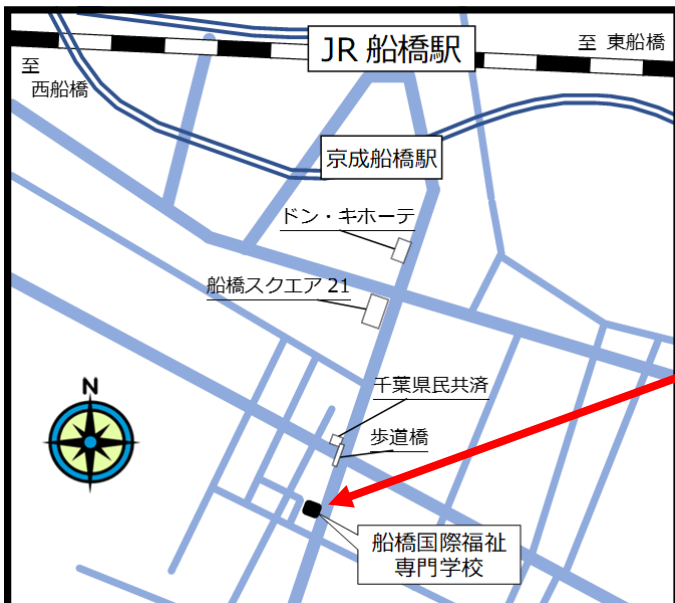 JR 船橋駅
至 東船橋
至
西船橋
京成船橋駅
ドン・キホーテ
船橋スクエア 21
千葉県民共済
N
歩道橋
船橋国際福祉
専門学校